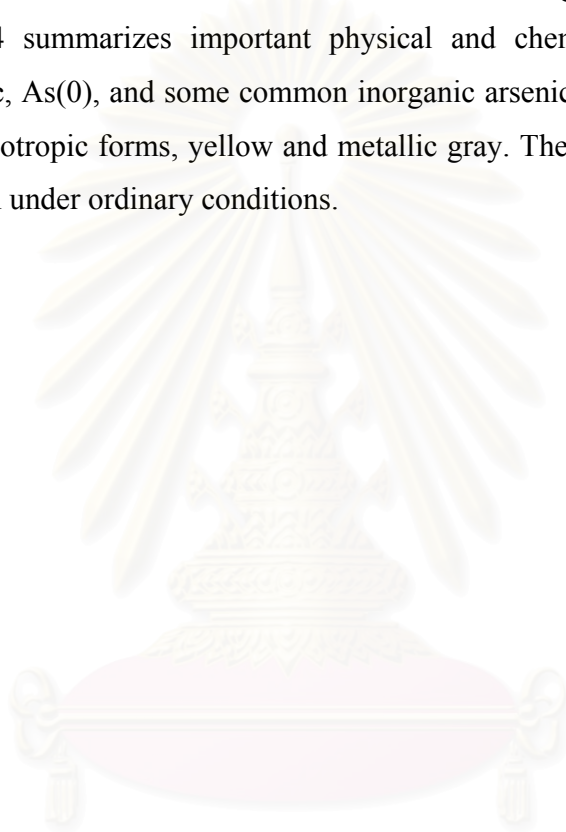 4 summarizes important physical and
c, As(0), and some common inorganic arsenic
otropic forms, yellow and metallic gray. The
under ordinary conditions.